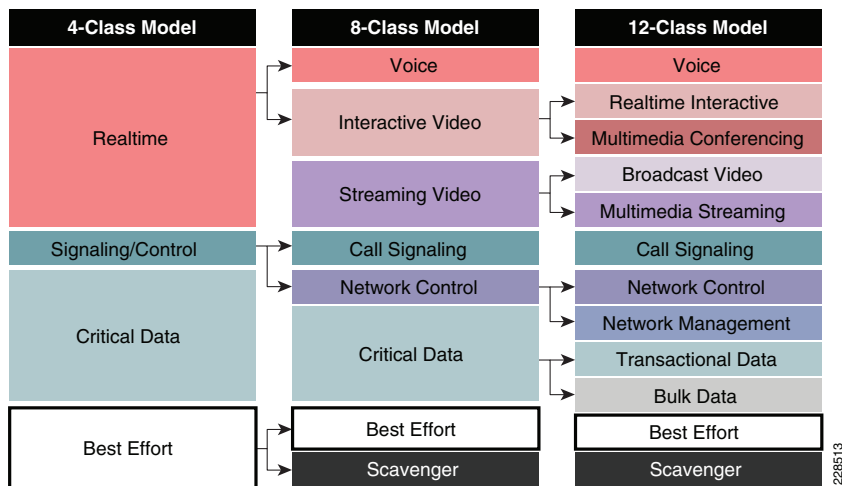 4-Class Model
8-Class Model
12-Class Model
Realtime
Signaling/Control
Critical Data
Best Effort
Voice
Interactive Video
Streaming Video
Call Signaling
Network Control
Critical Data
Best Effort
Scavenger
Voice
Realtime Interactive
Multimedia Conferencing
Broadcast Video
Multimedia Streaming
Call Signaling
Network Control
Network Management
Transactional Data
Bulk Data
Best Effort
Scavenger
228513